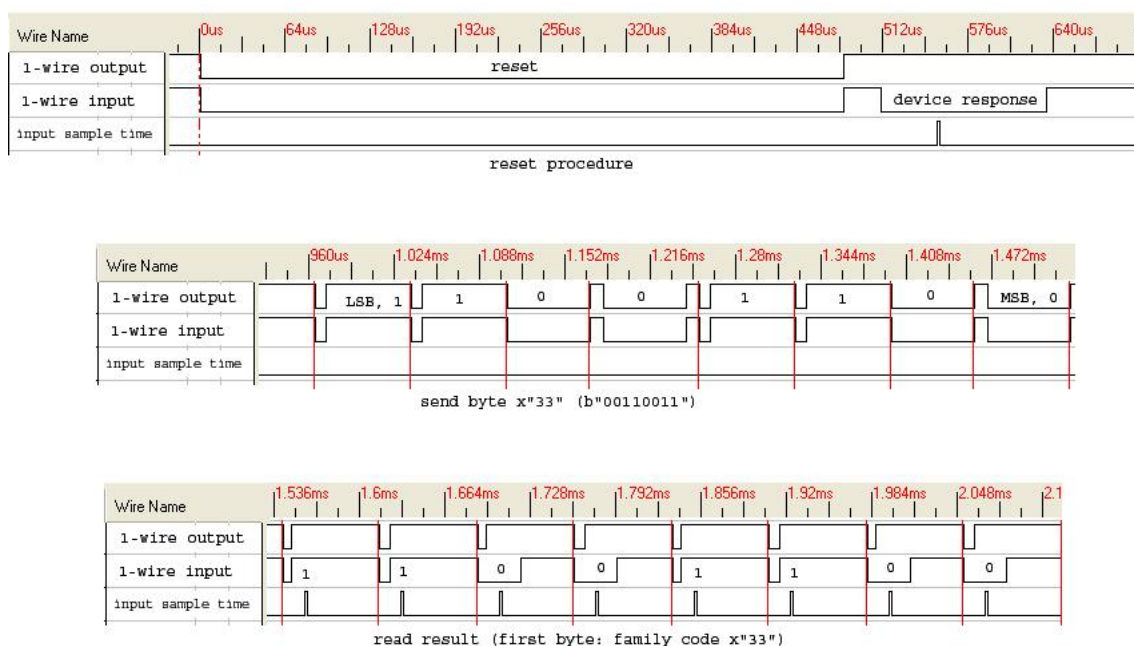 Wire Name 0us 64us 128us 192us 256us 320us 384us 448us 512us 576us 640us
1-wire output reset
1-wire input device response
input sample time
reset procedure
Wire Name 960us 1.024ms 1.088ms 1.152ms 1.216ms 1.28ms 1.344ms 1.408ms 1.472ms
1-wire output LSB, 1 1 0 0 1 1 0 MSB, 0
1-wire input
input sample time
send byte x"33" (b"00110011")
Wire Name 1.536ms 1.6ms 1.664ms 1.728ms 1.792ms 1.856ms 1.92ms 1.984ms 2.048ms 2.1
1-wire output
1-wire input 1 1 0 0 1 1 0 0
input sample time
read result (first byte: family code x"33")